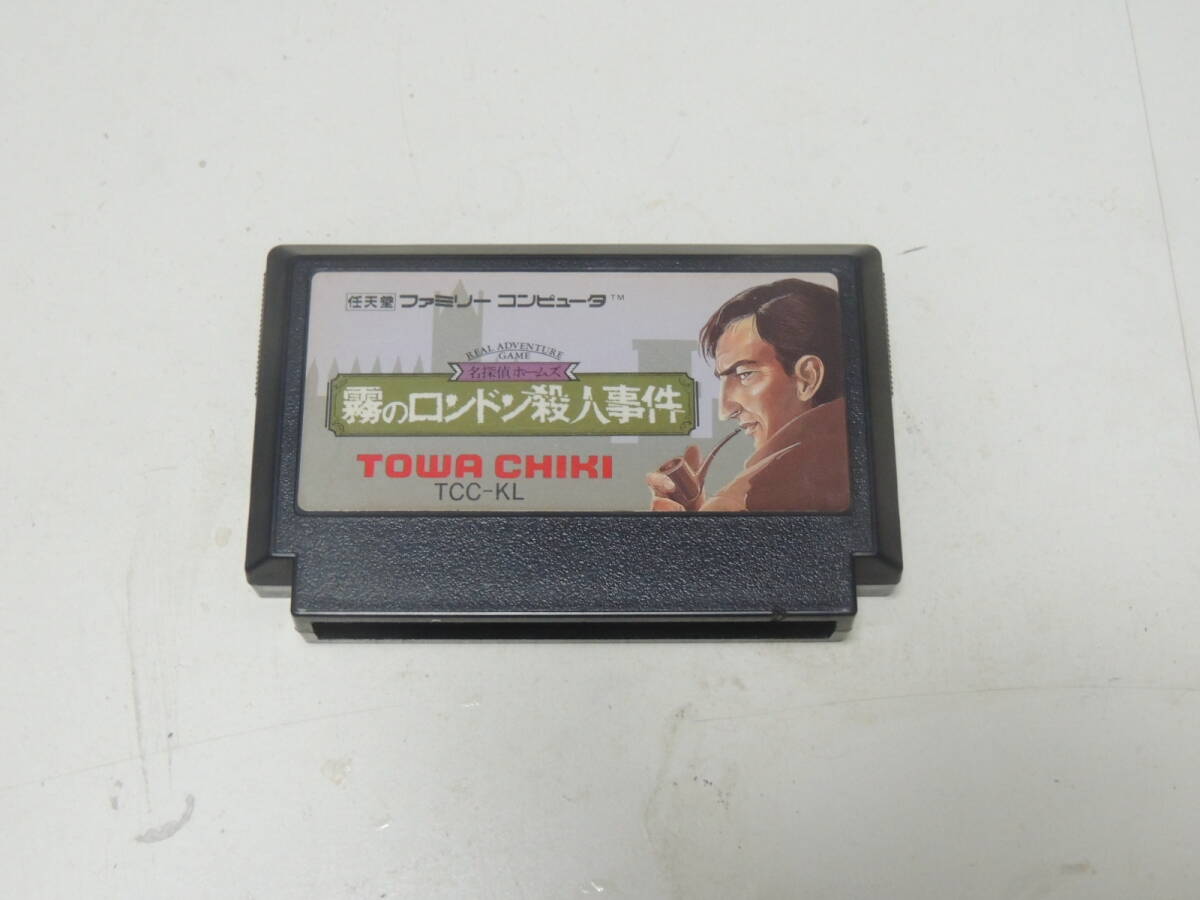 任天堂 ファミリー コンピュータ™
REAL ADVENTURE
GAME
名探偵ホームズ
霧のロンドン殺人事件
TOWA CHIKI
TCC-KL